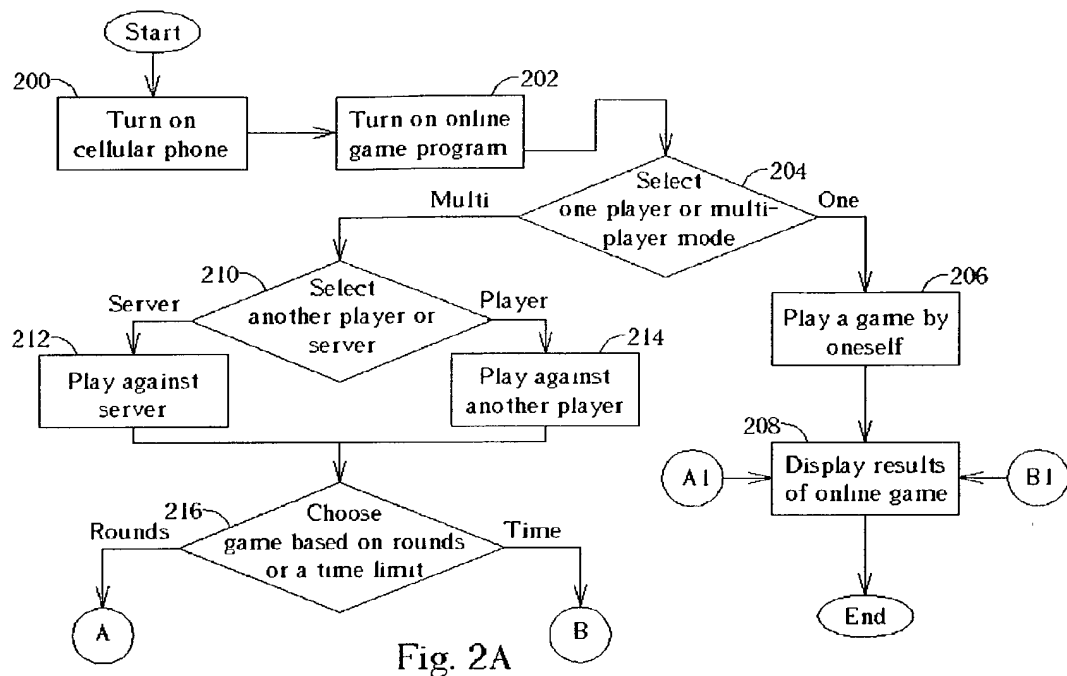 Start
200
Turn on
cellular phone
202
Turn on online
game program
204
Select
one player or multi-
player mode
Multi
One
210
Select
another player or
server
Server
Player
206
Play a game by
oneself
212
Play against
server
214
Play against
another player
208
Display results
of online game
A1
B1
216
Choose
game based on rounds
or a time limit
Rounds
Time
A
B
End
Fig. 2A